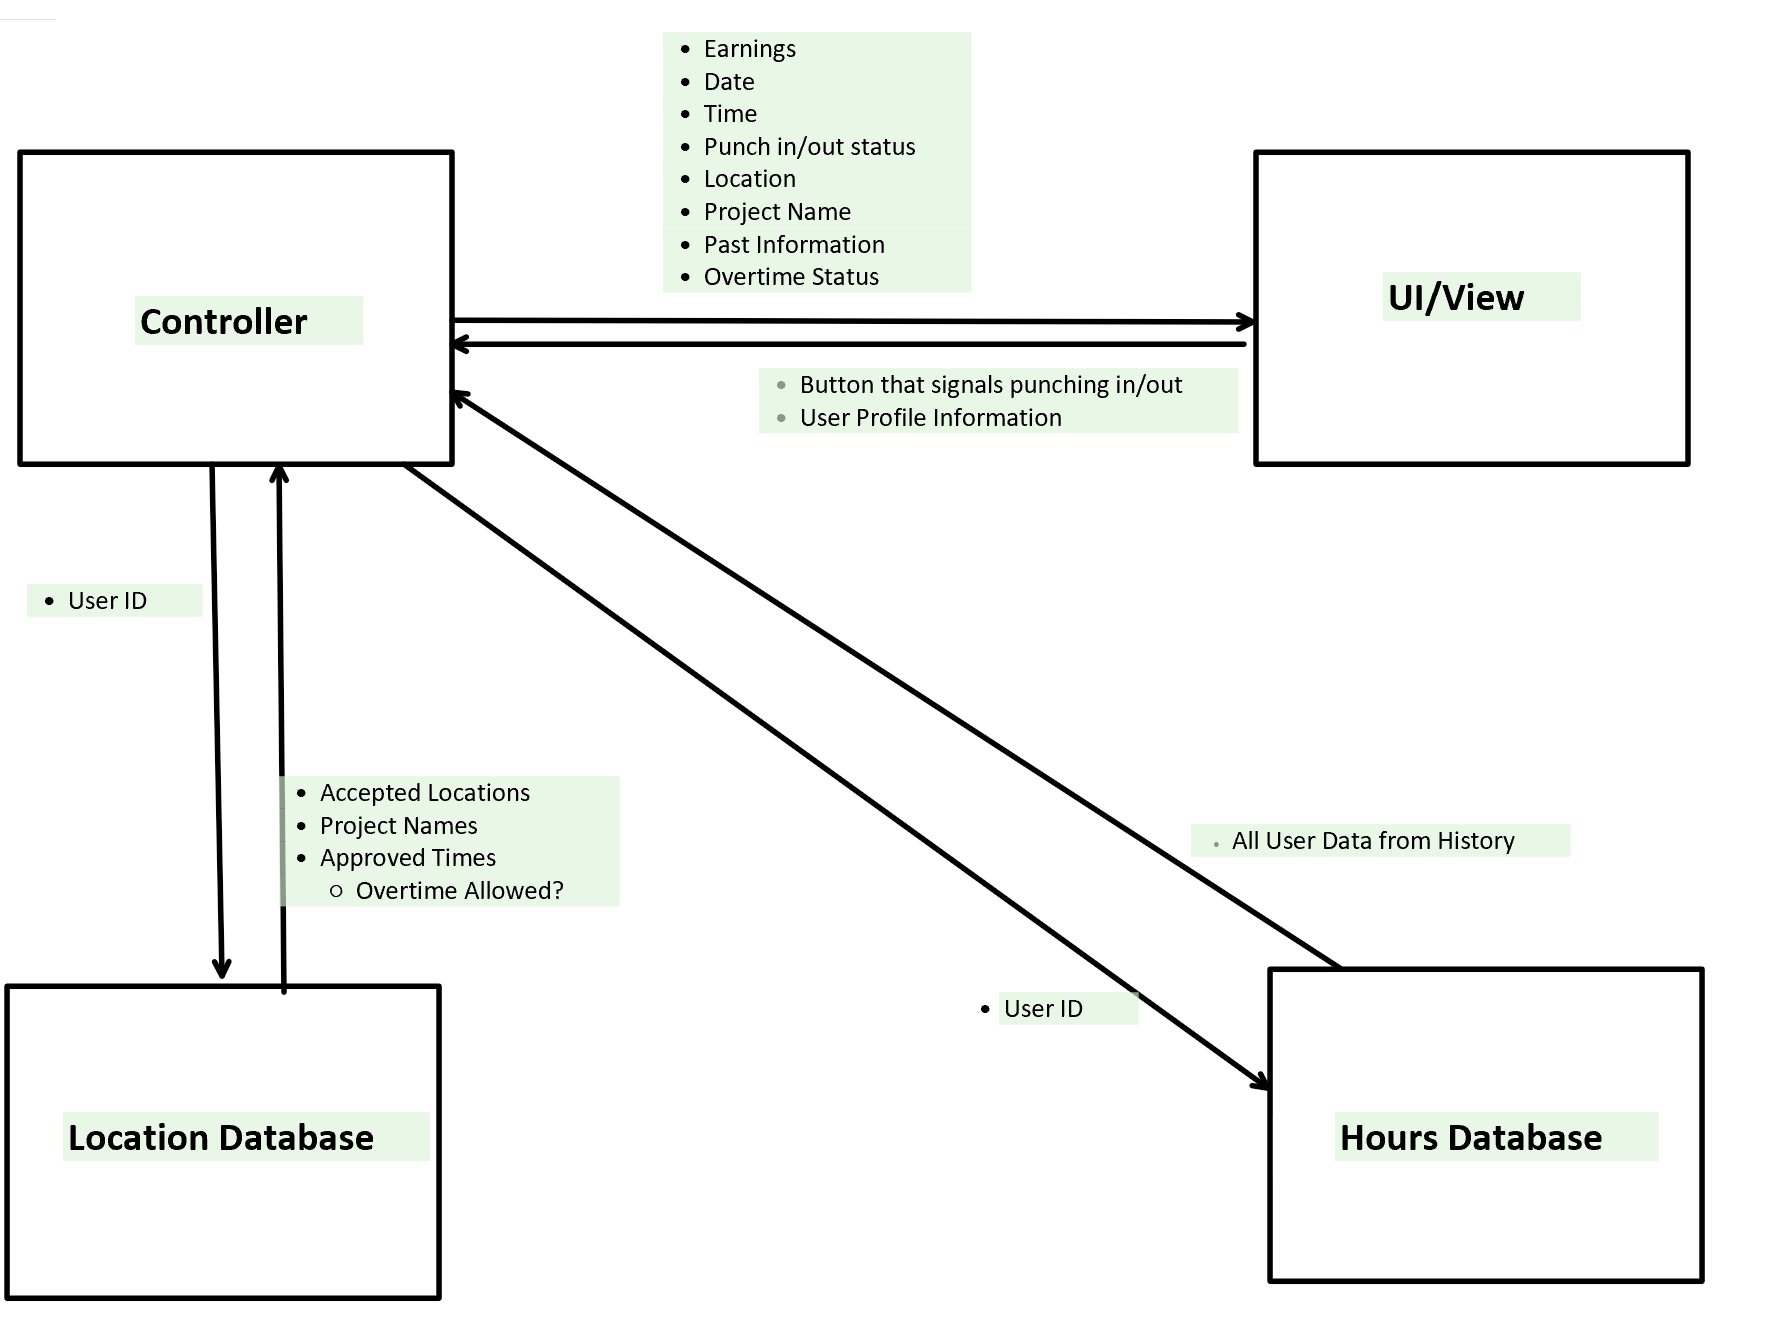 • Earnings
• Date
• Time
• Punch in/out status
• Location
• Project Name
• Past Information
• Overtime Status
Controller
UI/View
• Button that signals punching in/out
• User Profile Information
• User ID
• Accepted Locations
• Project Names
• Approved Times
o Overtime Allowed?
• All User Data from History
• User ID
Location Database
Hours Database